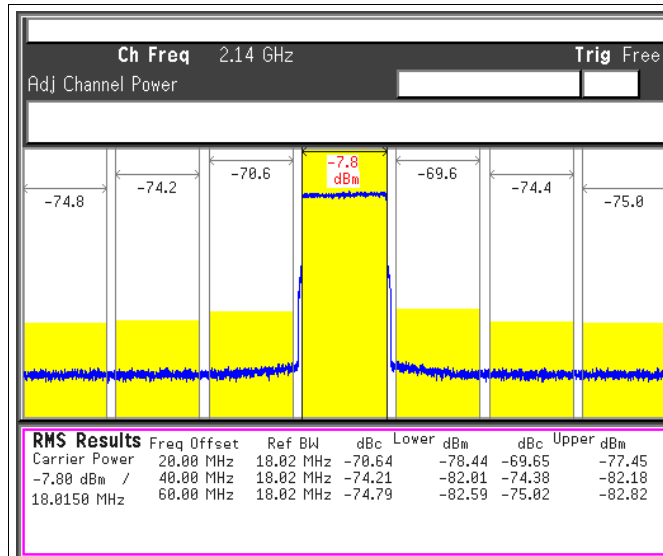 Ch Freq 2.14 GHz Trig Free
Adj Channel Power
-74.8 -74.2 -70.6 -7.8 dBm -69.6 -74.4 -75.0
RMS Results Freq Offset Ref BW dBc Lower dBm dBc Upper dBm
Carrier Power 20.00 MHz 18.02 MHz -70.64 -78.44 -69.65 -77.45
-7.80 dBm / 40.00 MHz 18.02 MHz -74.21 -82.01 -74.38 -82.18
18.0150 MHz 60.00 MHz 18.02 MHz -74.79 -82.59 -75.02 -82.82